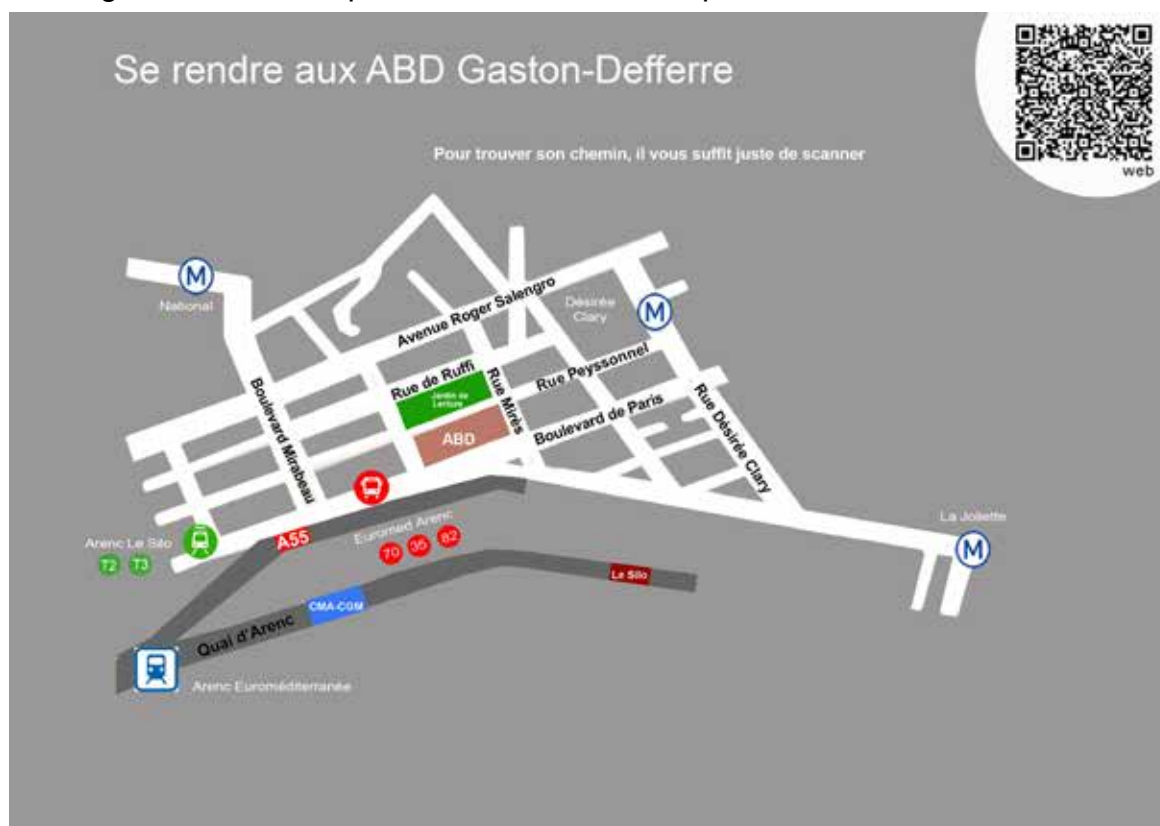 Se rendre aux ABD Gaston-Defferre
web
Pour trouver son chemin, il vous suffit juste de scanner
M
National
Avenue Roger Salengro
Désirée
Clary
M
Rue de Ruffi
Jardin de
Lecture
Rue Mirès
Rue Peyssonnel
Boulevard Mirabeau
ABD
Boulevard de Paris
Rue Désirée Clary
La Joliette
M
Arenc Le Silo
T2 T3
A55
Euromed Arenc
70 35 82
Le Silo
CMA-CGM
Quai d'Arenc
Arenc Euroméditerranée